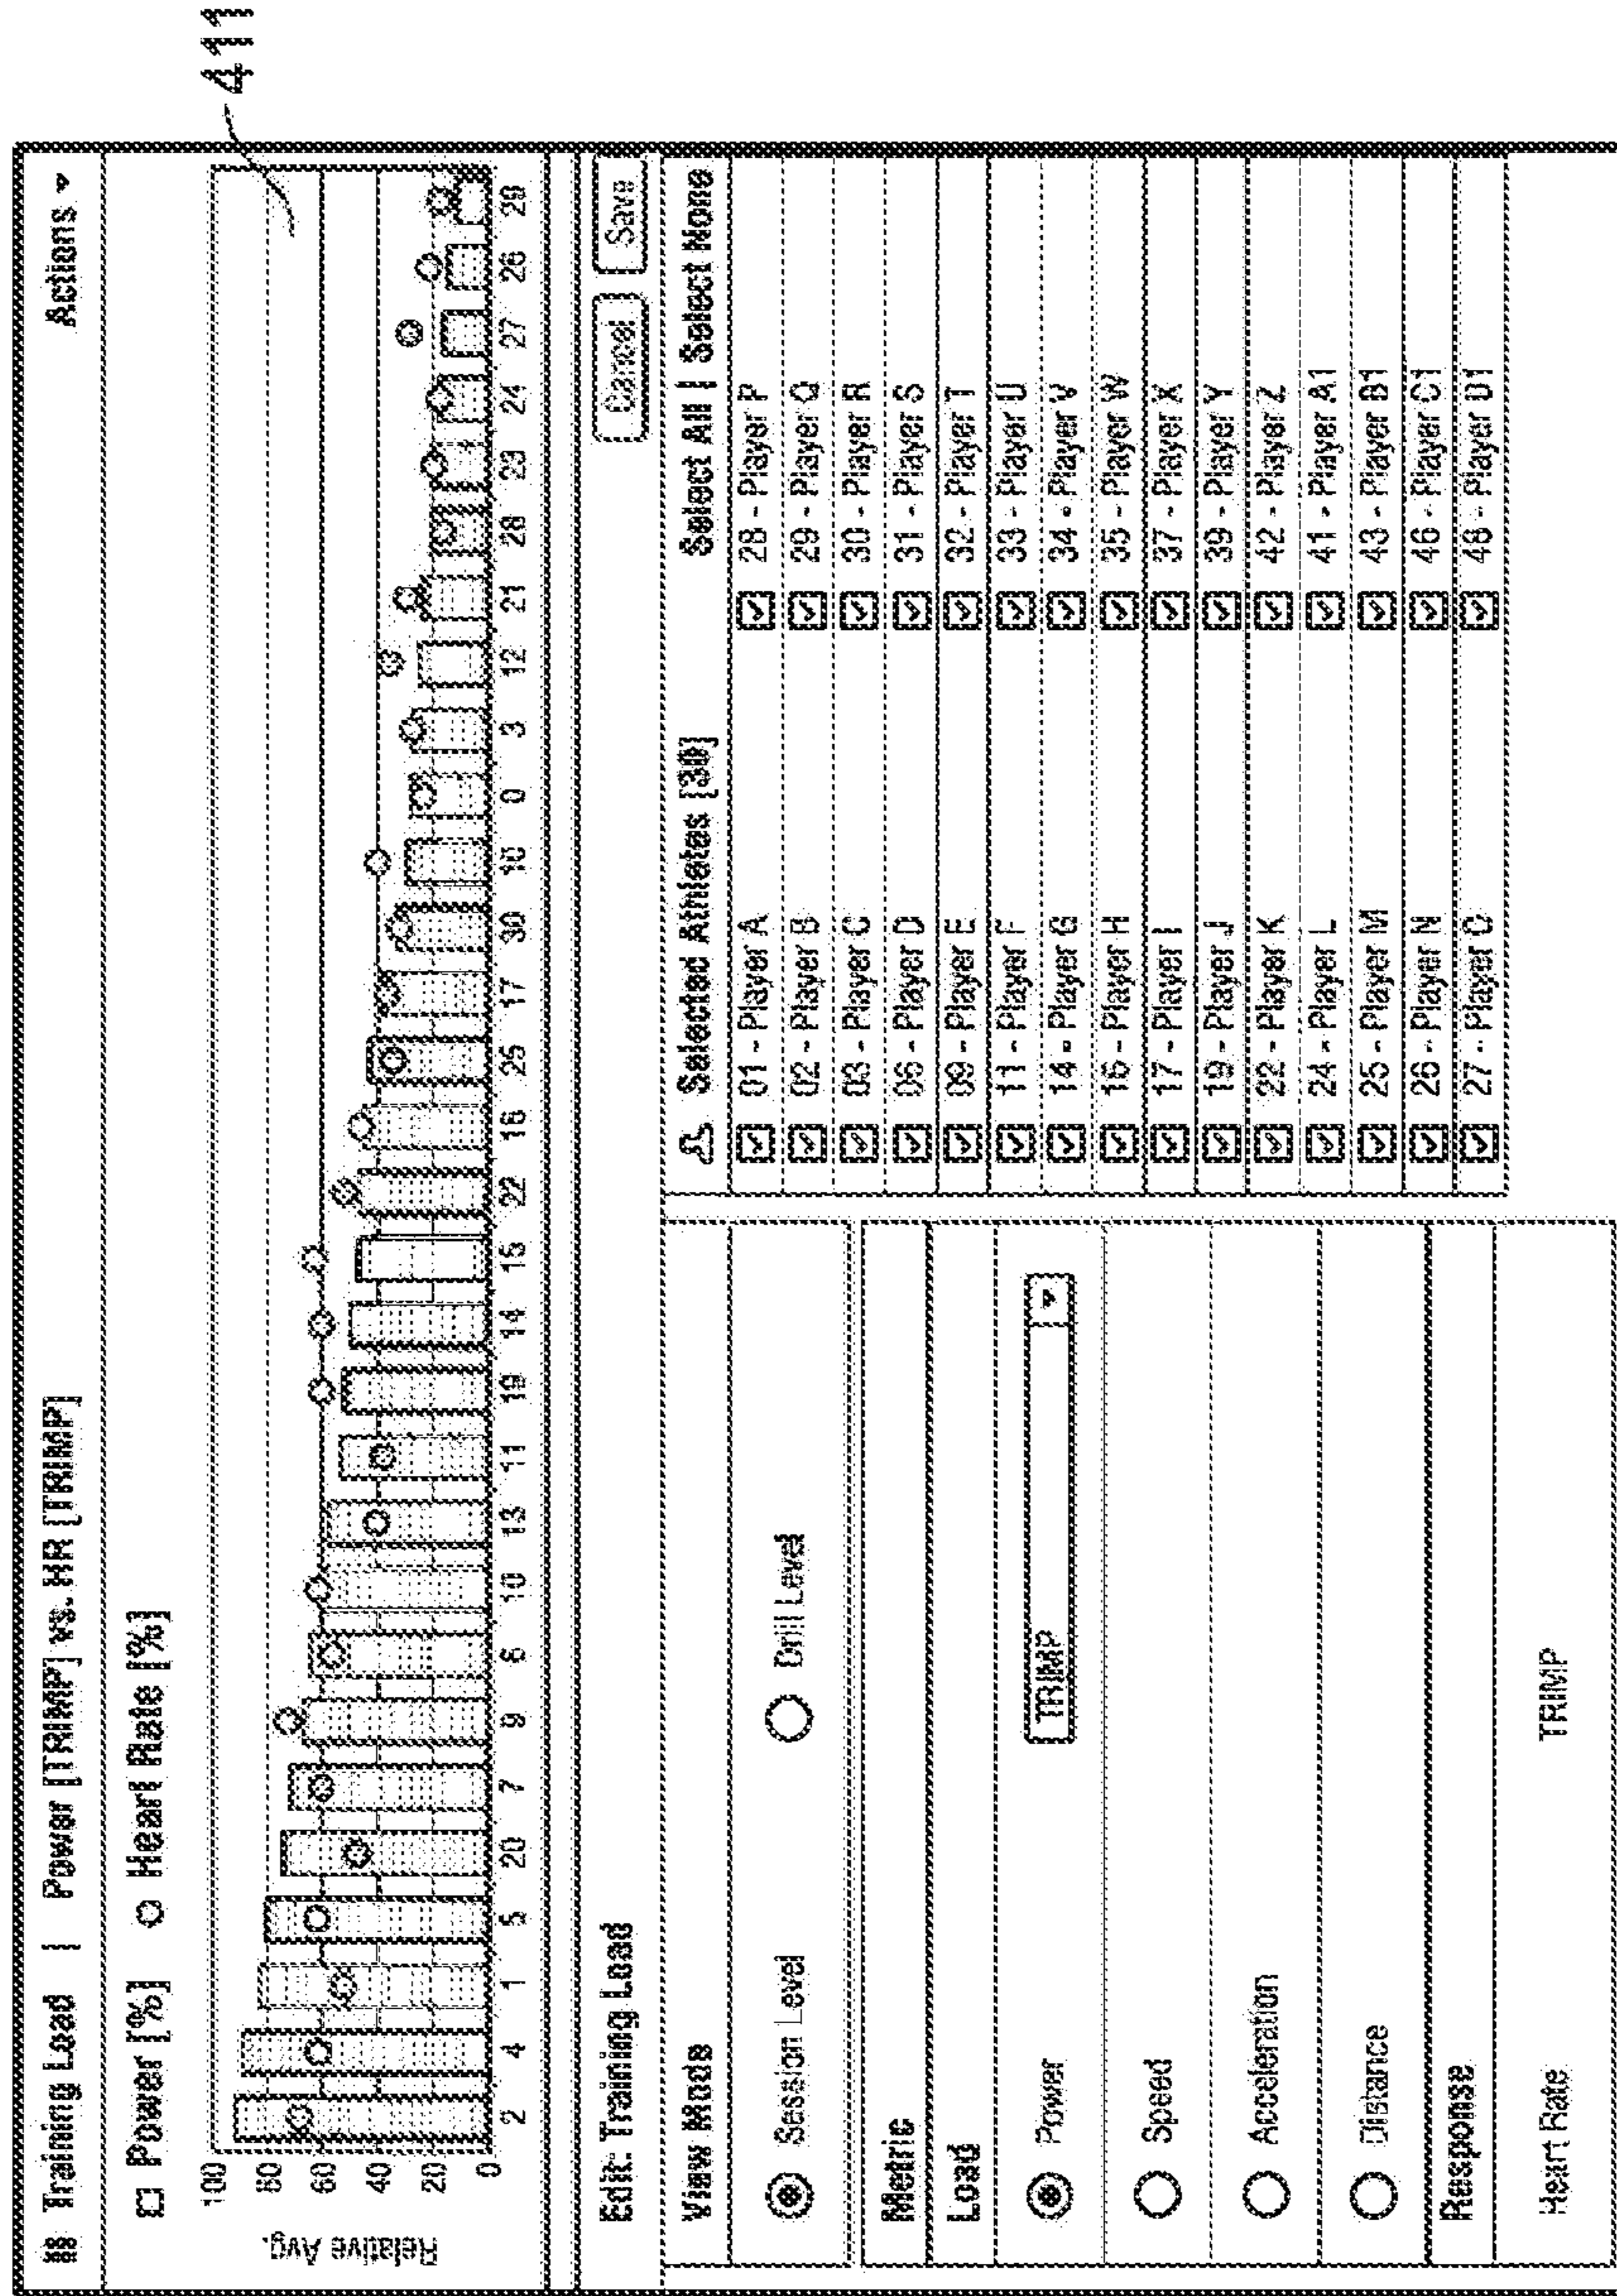 Training Load | Power [TRIMP] vs. HR [TRIMP] Actions
Power [%] Heart Rate [%]
Relative Avg.
100
80
60
40
20
0
2 4 1 5 20 7 9 6 10 13 11 19 14 15 22 16 25 17 30 10 0 3 12 21 28 23 24 27 26 29
411
Edit: Training Load
Cancel Save
View Mode
Session Level Drill Level
Metric
Load
Power TRIMP
Speed
Acceleration
Distance
Response
Heart Rate TRIMP
Selected Athletes [30] Select All | Select None
01 - Player A 28 - Player P
02 - Player B 29 - Player Q
03 - Player C 30 - Player R
06 - Player D 31 - Player S
09 - Player E 32 - Player T
11 - Player F 33 - Player U
14 - Player G 34 - Player V
16 - Player H 35 - Player W
17 - Player I 37 - Player X
19 - Player J 39 - Player Y
22 - Player K 42 - Player Z
24 - Player L 41 - Player A1
25 - Player M 43 - Player B1
26 - Player N 46 - Player C1
27 - Player O 48 - Player D1